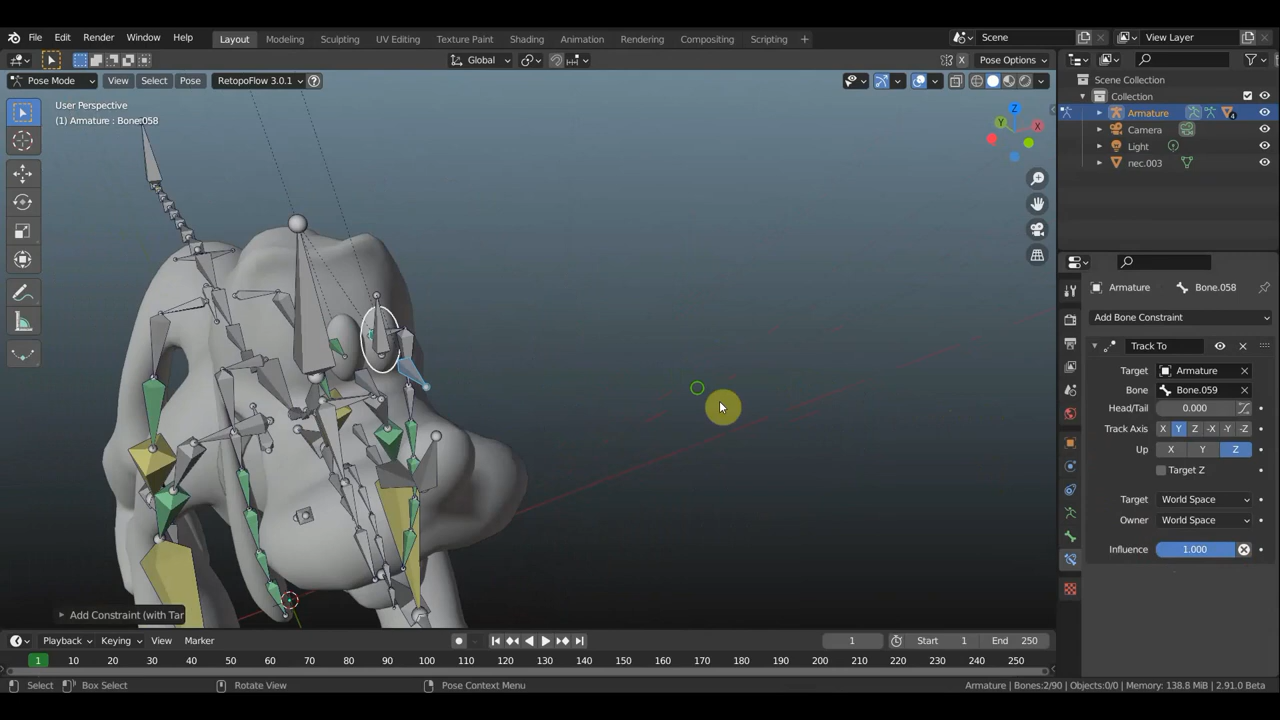 File Edit Render Window Help Layout Modeling Sculpting UV Editing Texture Paint Shading Animation Rendering Compositing Scripting + Scene View Layer
Global Pose Options
Pose Mode View Select Pose RetopoFlow 3.0.1
User Perspective
(1) Armature : Bone.058
Scene Collection
Collection
Armature 4
Camera
Light
nec.003
Z
Y X
Armature Bone.058
Add Bone Constraint
Track To
Target Armature
Bone Bone.059
Head/Tail 0.000
Track Axis X Y Z -X -Y -Z
Up X Y Z
Target Z
Target World Space
Owner World Space
Influence 1.000
Add Constraint (with Tar
Playback Keying View Marker 1 Start 1 End 250
1 10 20 30 40 50 60 70 80 90 100 110 120 130 140 150 160 170 180 190 200 210 220 230 240 250
Select Box Select Rotate View Pose Context Menu Armature | Bones:2/90 | Objects:0/0 | Memory: 138.8 MiB | 2.91.0 Beta